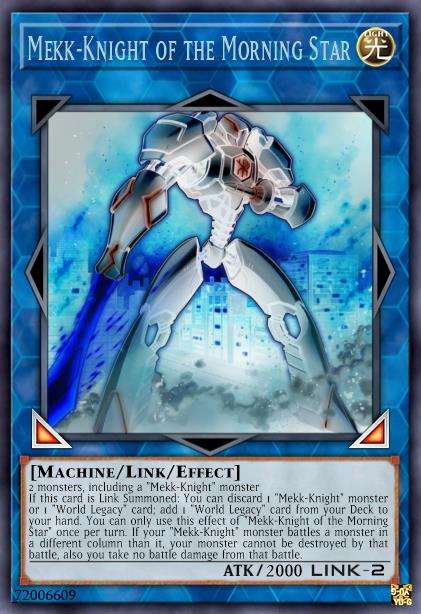 MEKK-KNIGHT OF THE MORNING STAR
LIGHT
光
[MACHINE/LINK/EFFECT]
2 monsters, including a "Mekk-Knight" monster
If this card is Link Summoned: You can discard 1 "Mekk-Knight" monster
or 1 "World Legacy" card; add 1 "World Legacy" card from your Deck to
your hand. You can only use this effect of "Mekk-Knight of the Morning
Star" once per turn. If your "Mekk-Knight" monster battles a monster in
a different column than it, your monster cannot be destroyed by that
battle, also you take no battle damage from that battle.
ATK/2000 LINK-2
72006609